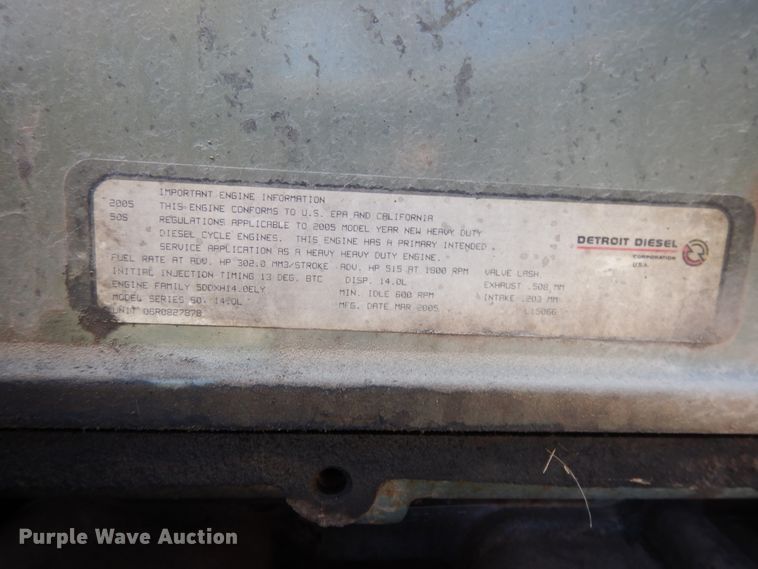 IMPORTANT ENGINE INFORMATION
2005 THIS ENGINE CONFORMS TO U.S. EPA AND CALIFORNIA
50S REGULATIONS APPLICABLE TO 2005 MODEL YEAR NEW HEAVY DUTY
DIESEL CYCLE ENGINES. THIS ENGINE HAS A PRIMARY INTENDED
SERVICE APPLICATION AS A HEAVY HEAVY DUTY ENGINE.
FUEL RATE AT ADV. HP 302.0 MM3/STROKE ADV. HP 515 AT 1800 RPM VALVE LASH
INITIAL INJECTION TIMING 13 DEG. BTC DISP. 14.0L EXHAUST .508 MM
ENGINE FAMILY 5DDXH14.0ELY MIN. IDLE 600 RPM INTAKE .203 MM
MODEL SERIES 60, 14.0L MFG. DATE MAR 2005 L15066
UNIT 06R0827878
DETROIT DIESEL
CORPORATION
U.S.A.
Purple Wave Auction